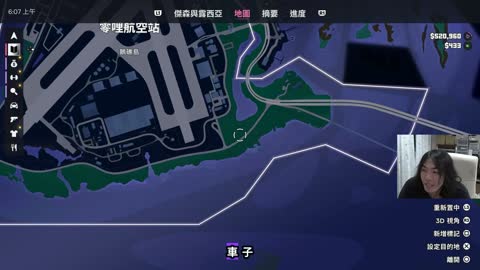 6:07 上午
傑森與露西亞 地圖 摘要 進度
$520,960
$433
零哩航空站
車子
重新置中
3D 視角
新增標記
設定目的地
離開